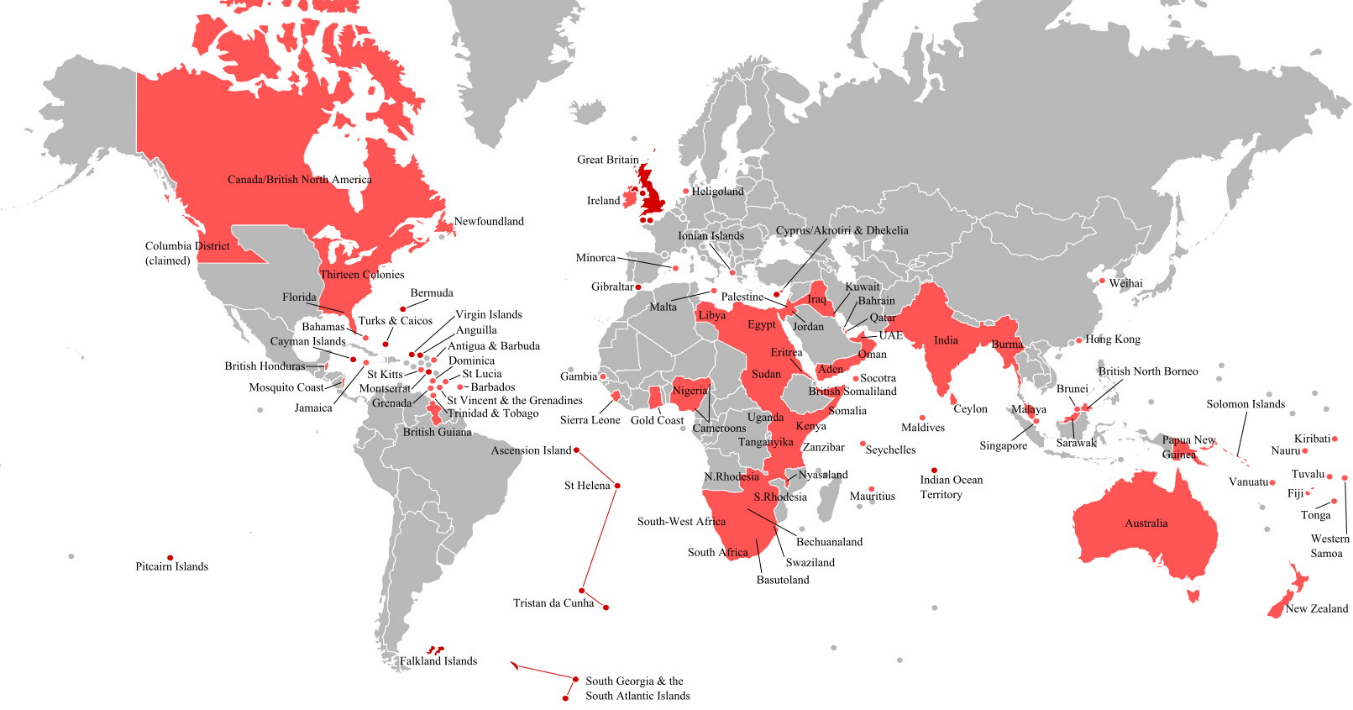 Great Britain
Heligoland
Ireland
Canada/British North America
Newfoundland
Columbia District
(claimed)
Thirteen Colonies
Ionian Islands
Cyprus/Akrotiri & Dhekelia
Minorca
Gibraltar
Malta
Palestine
Iraq
Kuwait
Bahrain
Qatar
UAE
Oman
Jordan
Libya
Egypt
Weihai
Florida
Bermuda
Bahamas
Turks & Caicos
Virgin Islands
Anguilla
Cayman Islands
Antigua & Barbuda
Dominica
British Honduras
St Kitts
St Lucia
Mosquito Coast
Montserrat
Barbados
Jamaica
Grenada
St Vincent & the Grenadines
Trinidad & Tobago
British Guiana
India
Burma
Hong Kong
Eritrea
Aden
Sudan
Socotra
British Somaliland
Somalia
Gambia
Sierra Leone
Gold Coast
Nigeria
Cameroons
Uganda
Kenya
Tanganyika
Zanzibar
Maldives
Ceylon
Malaya
Singapore
Brunei
British North Borneo
Sarawak
Solomon Islands
Papua New
Guinea
Kiribati
Nauru
Tuvalu
Vanuatu
Fiji
Tonga
Western
Samoa
Ascension Island
St Helena
Seychelles
Indian Ocean
Territory
Mauritius
N.Rhodesia
Nyasaland
S.Rhodesia
South-West Africa
South Africa
Bechuanaland
Swaziland
Basutoland
Australia
New Zealand
Pitcairn Islands
Tristan da Cunha
Falkland Islands
South Georgia & the
South Atlantic Islands